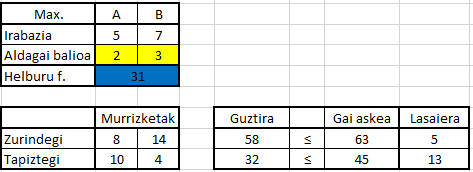 Max. A B
Irabazia 5 7
Aldagai balioa 2 3
Helburu f. 31
Murrizketak Guztira Gai askea Lasaiera
Zurindegi 8 14 58 ≤ 63 5
Tapiztegi 10 4 32 ≤ 45 13